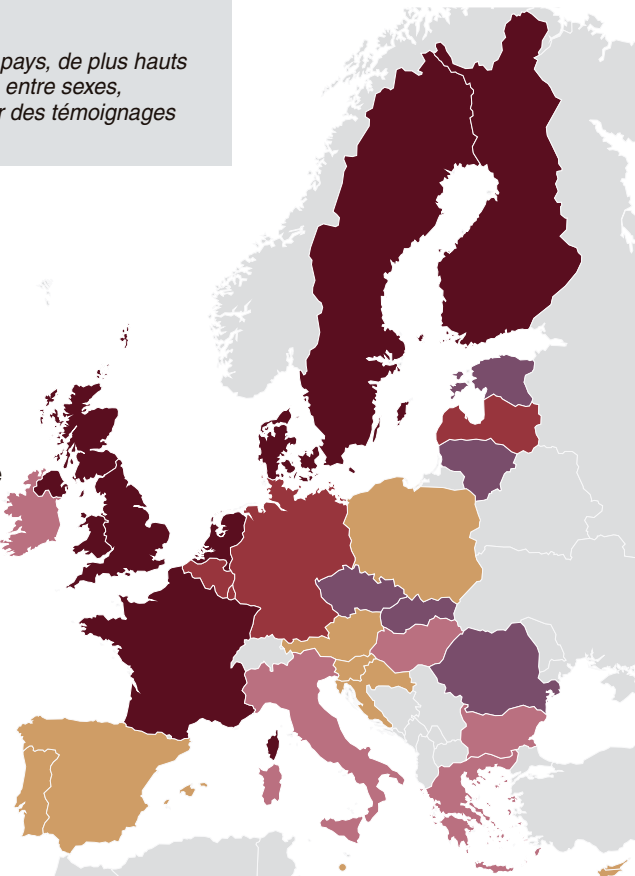 pays, de plus hauts
entre sexes,
r des témoignages